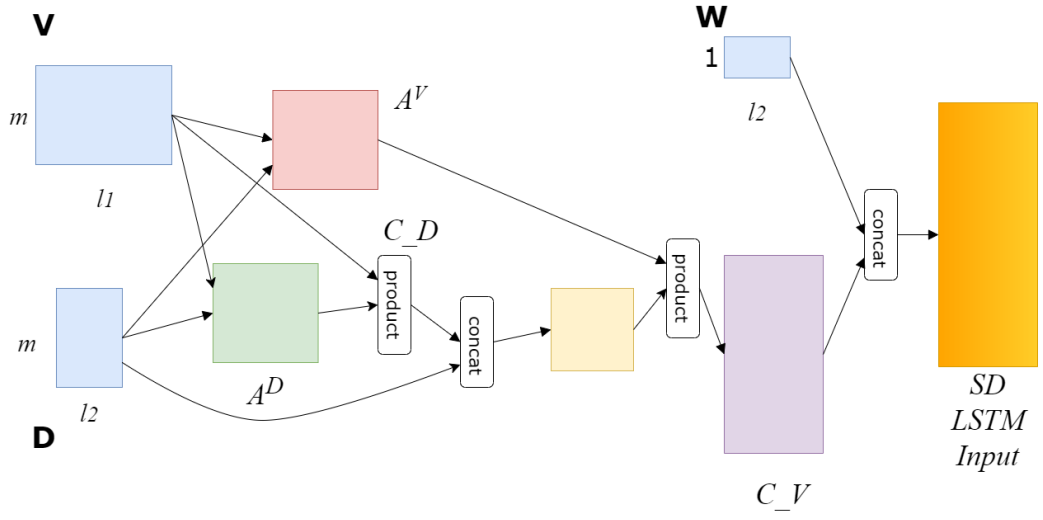 V
W
m
l1
A^V
1
l2
C_D
product
concat
product
concat
m
l2
D
A^D
C_V
SD
LSTM
Input